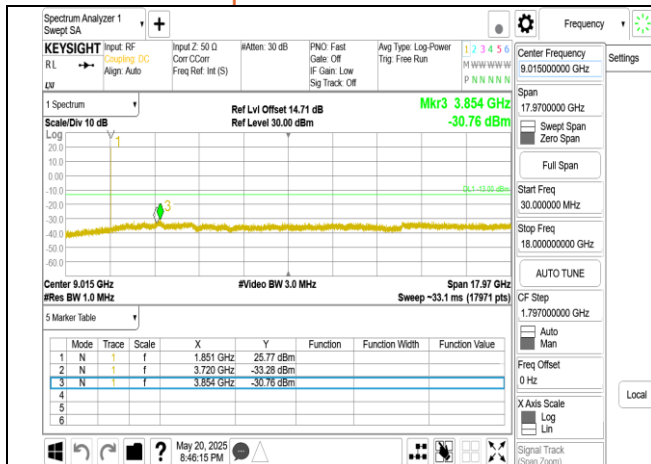 Spectrum Analyzer 1
Swept SA
Frequency
KEYSIGHT
RL
Input: RF
Coupling: DC
Align: Auto
Input Z: 50 Ω
Corr CCorr
Freq Ref: Int (S)
#Atten: 30 dB
PNO: Fast
Gate: Off
IF Gain: Low
Sig Track: Off
Avg Type: Log-Power
Trig: Free Run
1 2 3 4 5 6
M W W W W W
P N N N N N
Center Frequency
9.015000000 GHz
Settings
1 Spectrum
Scale/Div 10 dB
Ref Lvl Offset 14.71 dB
Ref Level 30.00 dBm
Mkr3 3.854 GHz
-30.76 dBm
Log
20.0
10.0
0.00
-10.0
-20.0
-30.0
-40.0
-50.0
-60.0
1
3
DL1 -13.00 dBm
Center 9.015 GHz
#Res BW 1.0 MHz
#Video BW 3.0 MHz
Span 17.97 GHz
Sweep ~33.1 ms (17971 pts)
Span
17.9700000 GHz
Swept Span
Zero Span
Full Span
Start Freq
30.000000 MHz
Stop Freq
18.000000000 GHz
AUTO TUNE
CF Step
1.797000000 GHz
Auto
Man
Freq Offset
0 Hz
X Axis Scale
Log
Lin
Local
Signal Track
(Span Zoom)
5 Marker Table
Mode Trace Scale X Y Function Function Width Function Value
1 N 1 f 1.851 GHz 25.77 dBm
2 N 1 f 3.720 GHz -33.28 dBm
3 N 1 f 3.854 GHz -30.76 dBm
4
5
6
?
May 20, 2025
8:46:15 PM